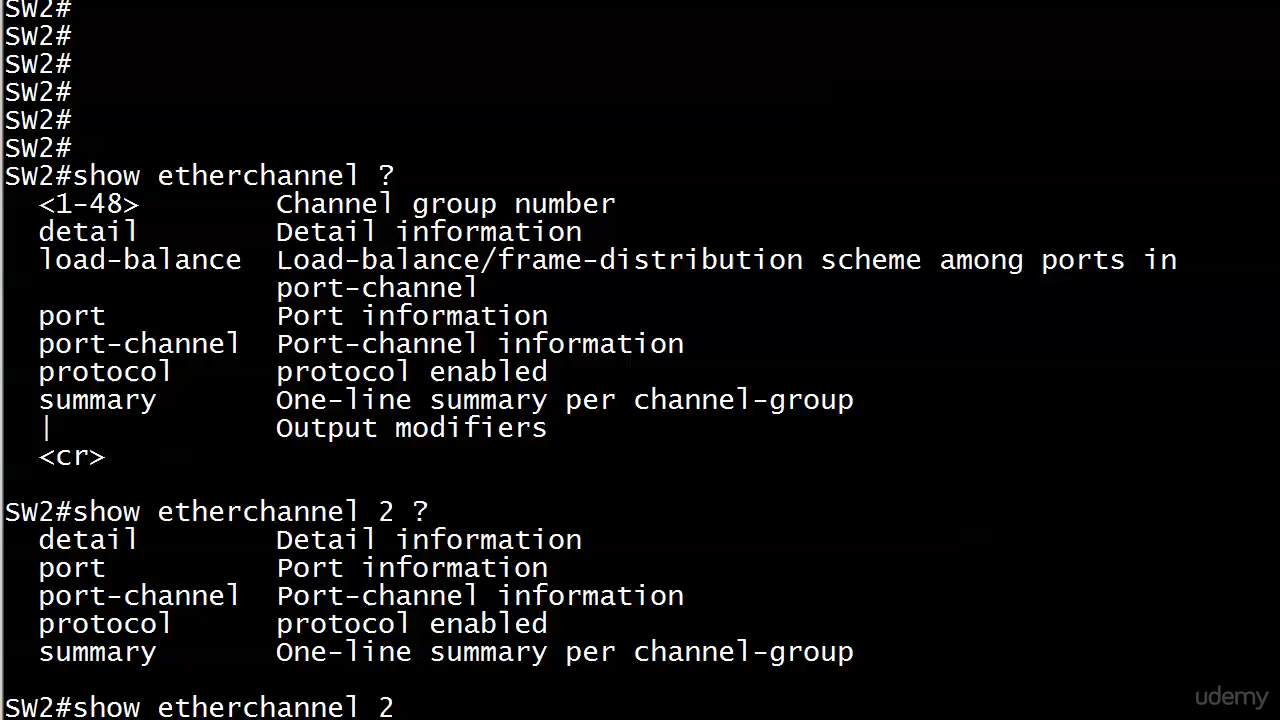 SW2#
SW2#
SW2#
SW2#
SW2#
SW2#
SW2#show etherchannel ?
  <1-48>        Channel group number
  detail        Detail information
  load-balance  Load-balance/frame-distribution scheme among ports in
                port-channel
  port          Port information
  port-channel  Port-channel information
  protocol      protocol enabled
  summary       One-line summary per channel-group
  |             Output modifiers
  <cr>
SW2#show etherchannel 2 ?
  detail        Detail information
  port          Port information
  port-channel  Port-channel information
  protocol      protocol enabled
  summary       One-line summary per channel-group
SW2#show etherchannel 2
udemy